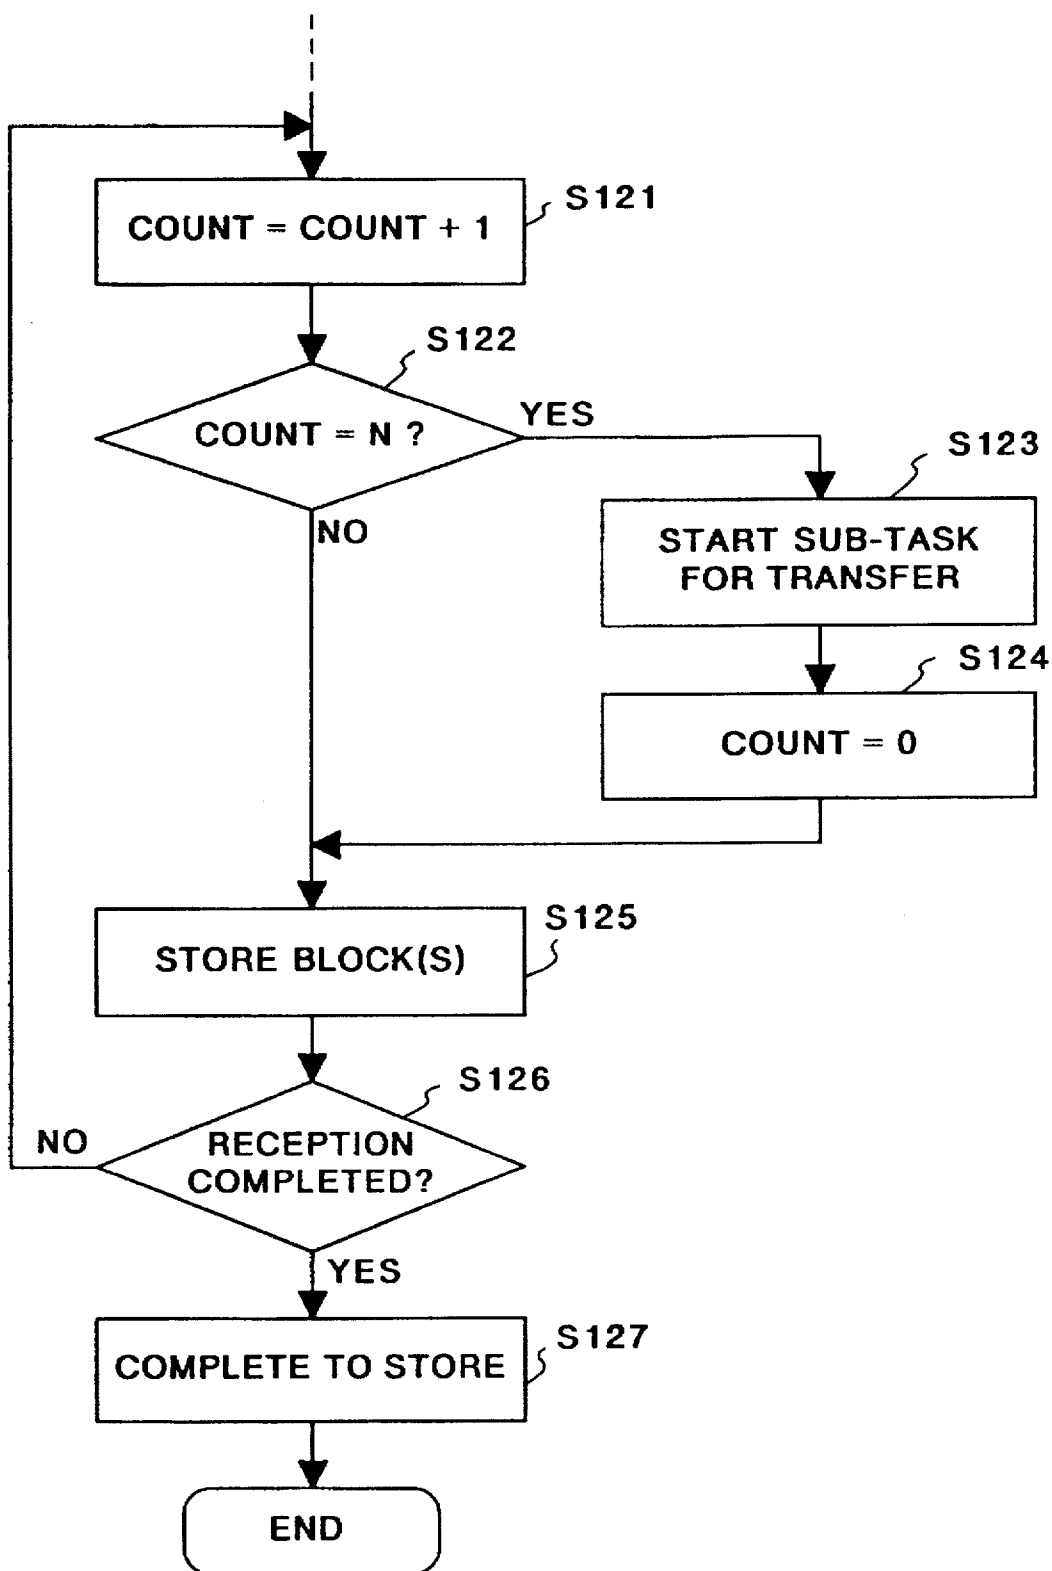 S121
COUNT = COUNT + 1
S122
COUNT = N ?
YES
NO
S123
START SUB-TASK
FOR TRANSFER
S124
COUNT = 0
S125
STORE BLOCK(S)
S126
RECEPTION
COMPLETED?
NO
YES
S127
COMPLETE TO STORE
END